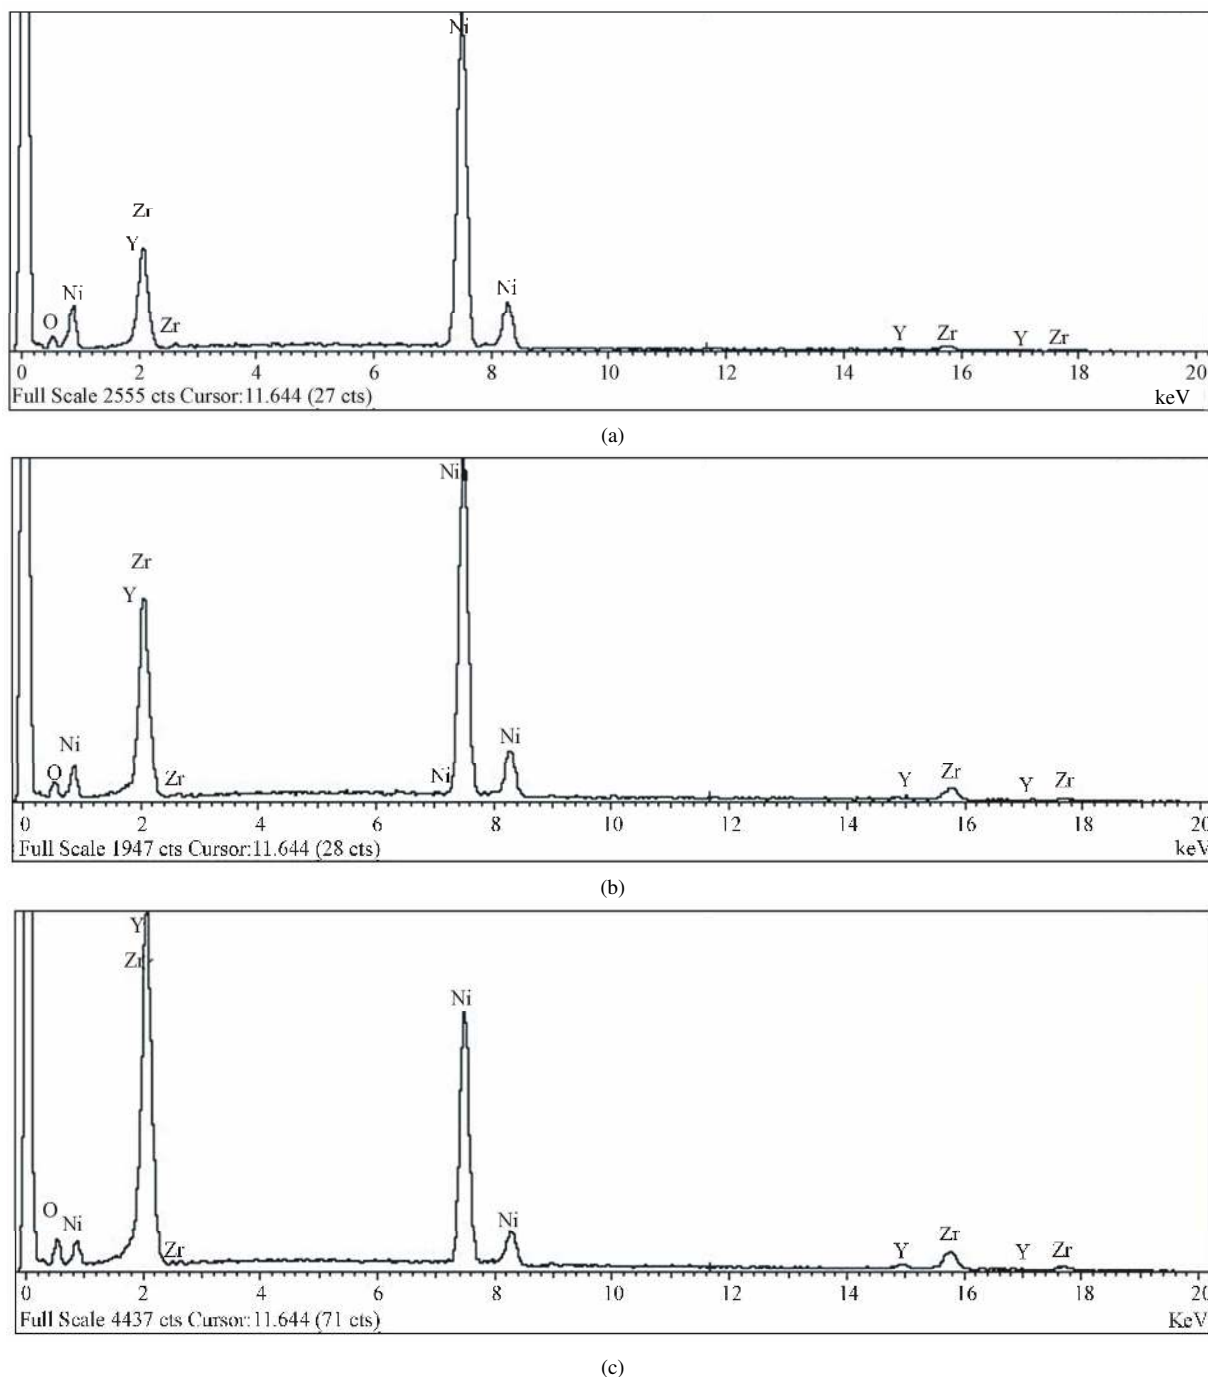 Ni
Zr
Y
Ni
Ni
O
Zr
Y
Zr
Y
Zr
0 2 4 6 8 10 12 14 16 18 20
Full Scale 2555 cts Cursor:11.644 (27 cts)
keV
(a)
Ni
Zr
Y
Ni
Ni
O
Zr
Ni
Y
Zr
Y
Zr
0 2 4 6 8 10 12 14 16 18 20
Full Scale 1947 cts Cursor:11.644 (28 cts)
keV
(b)
Y
Zr
Ni
O
Ni
Ni
Zr
Y
Zr
Y
Zr
0 2 4 6 8 10 12 14 16 18 20
Full Scale 4437 cts Cursor:11.644 (71 cts)
KeV
(c)